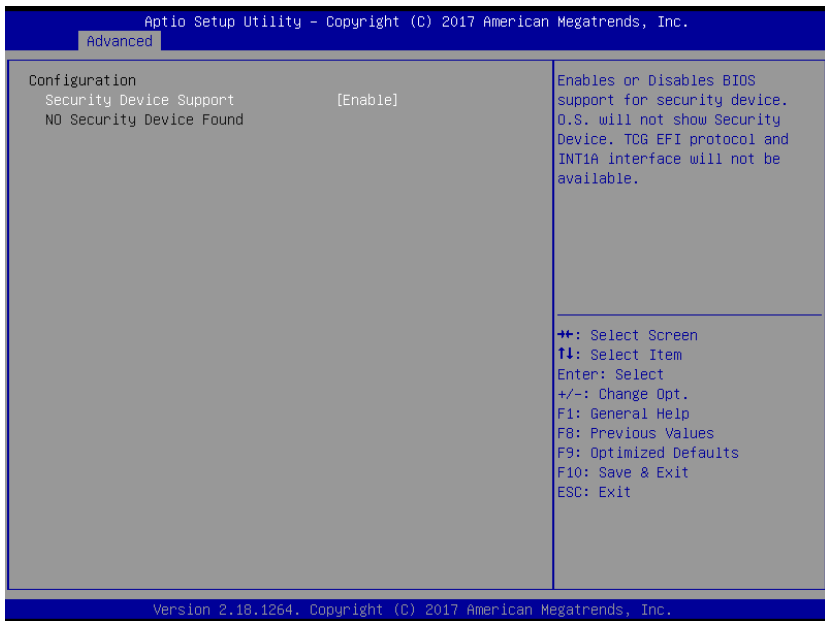 Aptio Setup Utility – Copyright (C) 2017 American Megatrends, Inc.
Advanced
Configuration
Security Device Support [Enable]
NO Security Device Found
Enables or Disables BIOS
support for security device.
O.S. will not show Security
Device. TCG EFI protocol and
INT1A interface will not be
available.
→←: Select Screen
↑↓: Select Item
Enter: Select
+/-: Change Opt.
F1: General Help
F8: Previous Values
F9: Optimized Defaults
F10: Save & Exit
ESC: Exit
Version 2.18.1264. Copyright (C) 2017 American Megatrends, Inc.